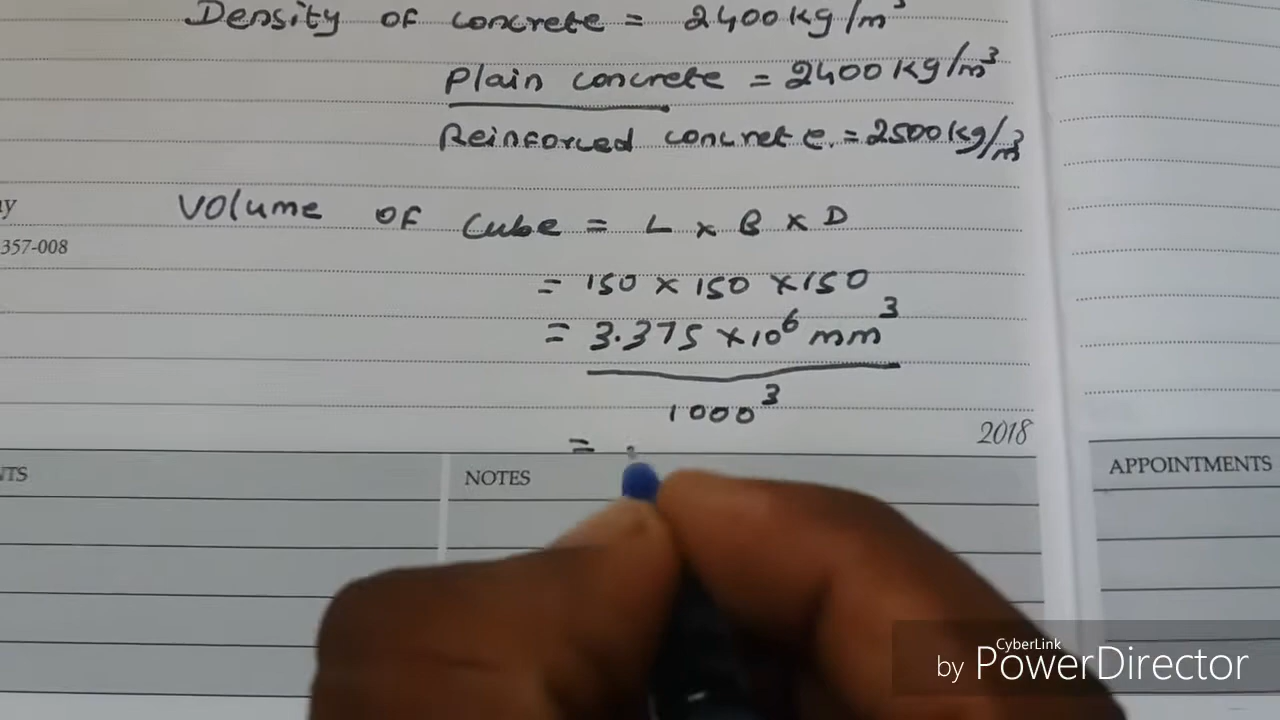 Density of concrete = 2400 kg/m³
Plain concrete = 2400 kg/m³
Reinforced concrete. = 2500 kg/m³
Volume of Cube = L × B × D
357-008
= 150 × 150 × 150
= 3.375 × 10⁶ mm³
1000³
2018
=
NOTES
APPOINTMENTS
CyberLink
by PowerDirector